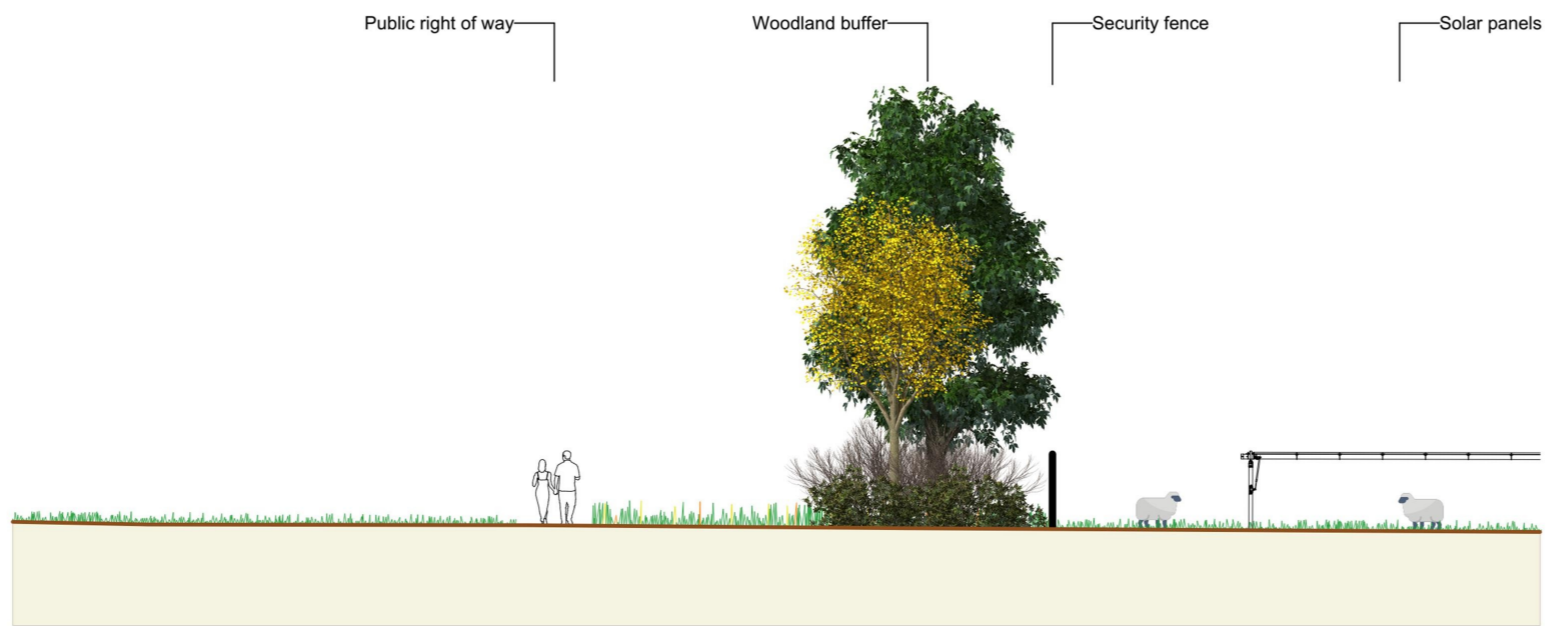 Public right of way
Woodland buffer
Security fence
Solar panels